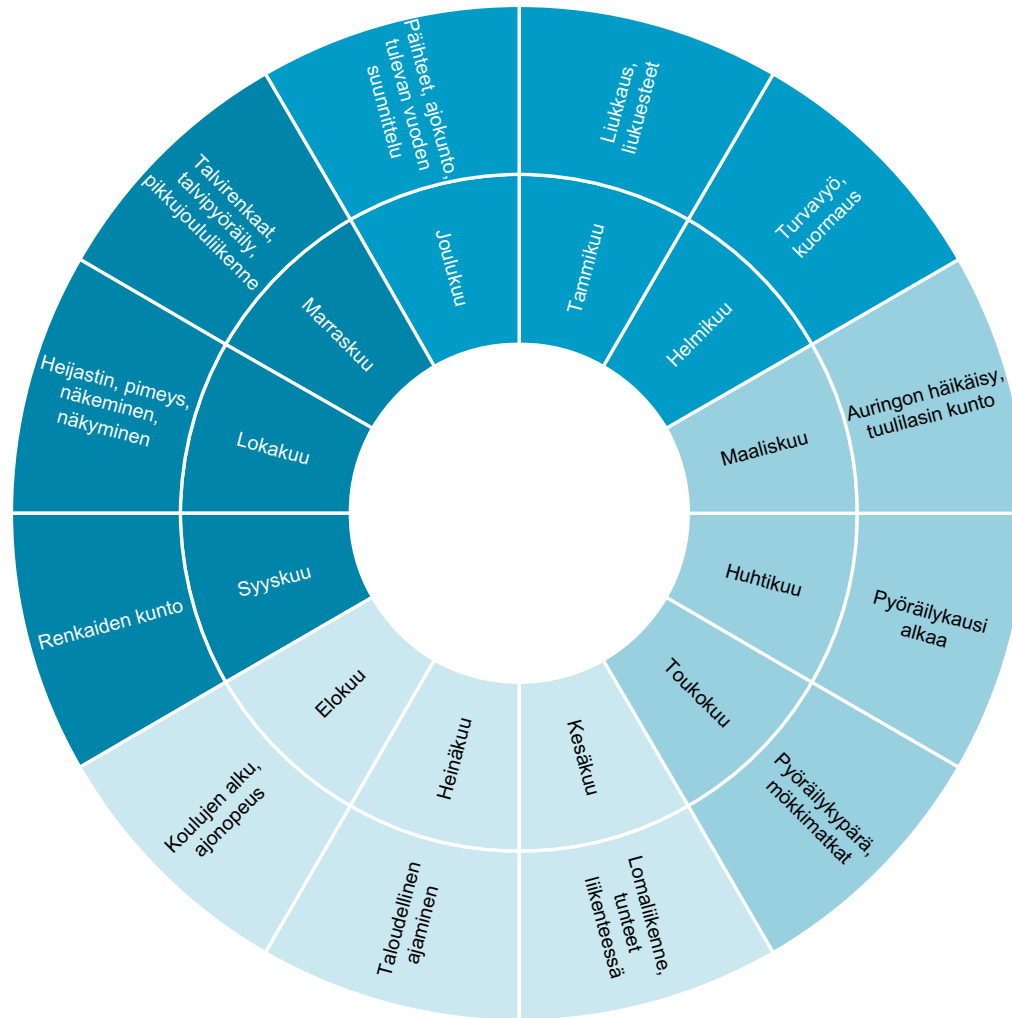 Tammikuu
Liukkaus,
liukuesteet
Helmikuu
Turvavyö,
kuormaus
Maaliskuu
Auringon häikäisy,
tuulilasin kunto
Huhtikuu
Pyöräilykausi
alkaa
Toukokuu
Pyöräilykypärä,
mökkimatkat
Kesäkuu
Lomaliikenne,
tunteet
liikenteessä
Heinäkuu
Taloudellinen
ajaminen
Elokuu
Koulujen alku,
ajonopeus
Syyskuu
Renkaiden kunto
Lokakuu
Heijastin, pimeys,
näkeminen,
näkyminen
Marraskuu
Talvirenkaat,
talvipyöräily,
pikkujoululiikenne
Joulukuu
Päihteet, ajokunto,
tulevan vuoden
suunnittelu